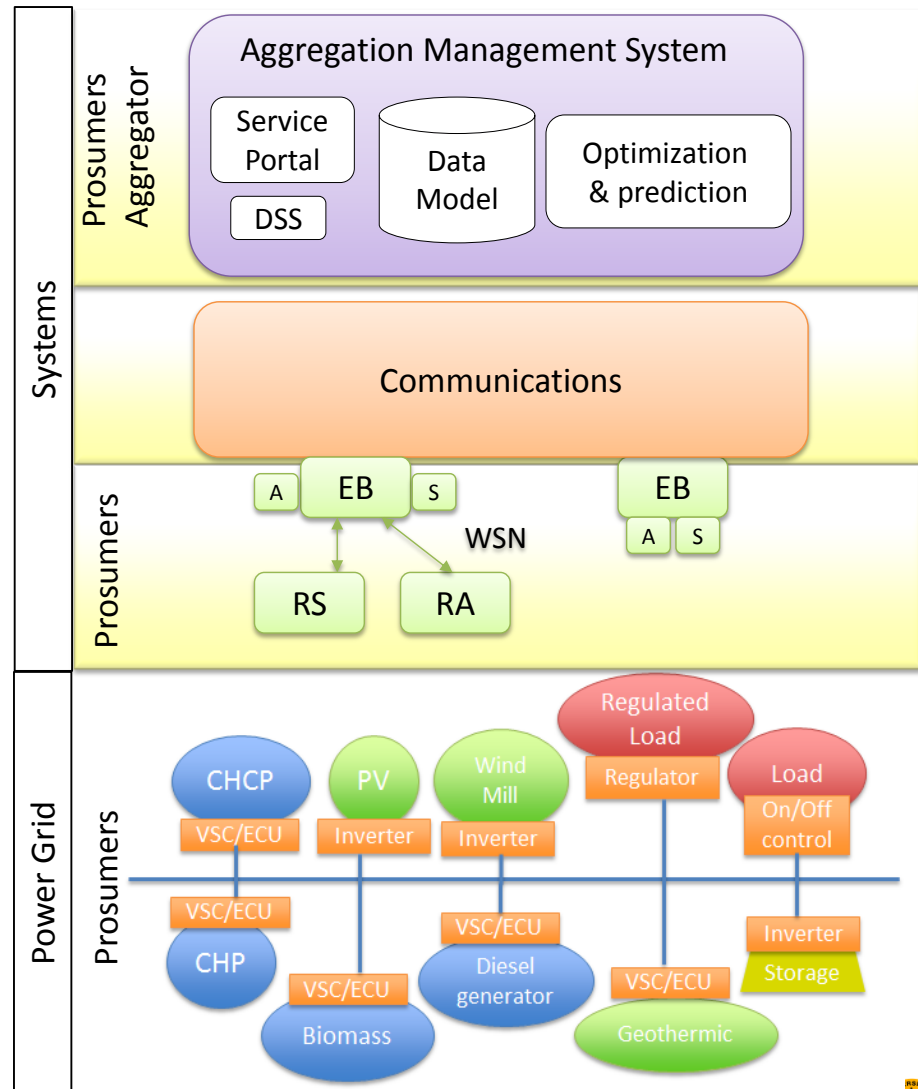 Systems
Prosumers
Aggregator
Aggregation Management System
Service
Portal
DSS
Data
Model
Optimization
& prediction
Communications
Prosumers
A
EB
S
WSN
RS
RA
EB
A
S
Power Grid
Prosumers
CHCP
VSC/ECU
PV
Inverter
Wind
Mill
Inverter
Regulated
Load
Regulator
Load
On/Off
control
VSC/ECU
CHP
VSC/ECU
Biomass
VSC/ECU
Diesel
generator
VSC/ECU
Geothermic
Inverter
Storage